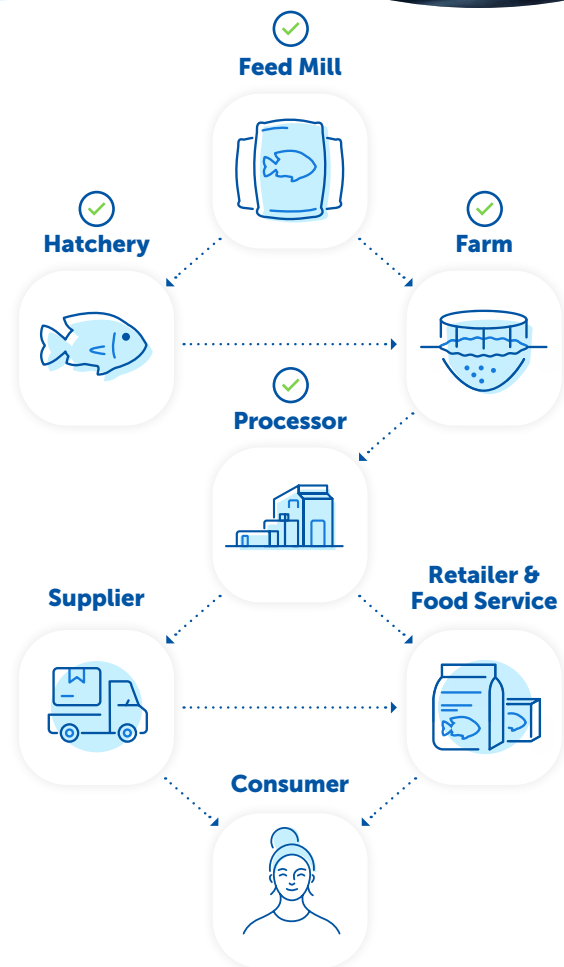 Feed Mill
Hatchery
Farm
Processor
Supplier
Retailer &
Food Service
Consumer